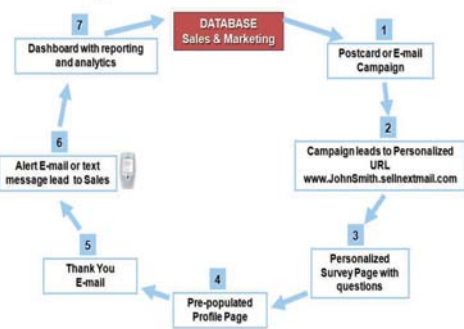 DATABASE
Sales & Marketing
1
Postcard or E-mail
Campaign
2
Campaign leads to Personalized
URL
www.JohnSmith.sellnextmail.com
3
Personalized
Survey Page with
questions
4
Pre-populated
Profile Page
5
Thank You
E-mail
6
Alert E-mail or text
message lead to Sales
7
Dashboard with reporting
and analytics